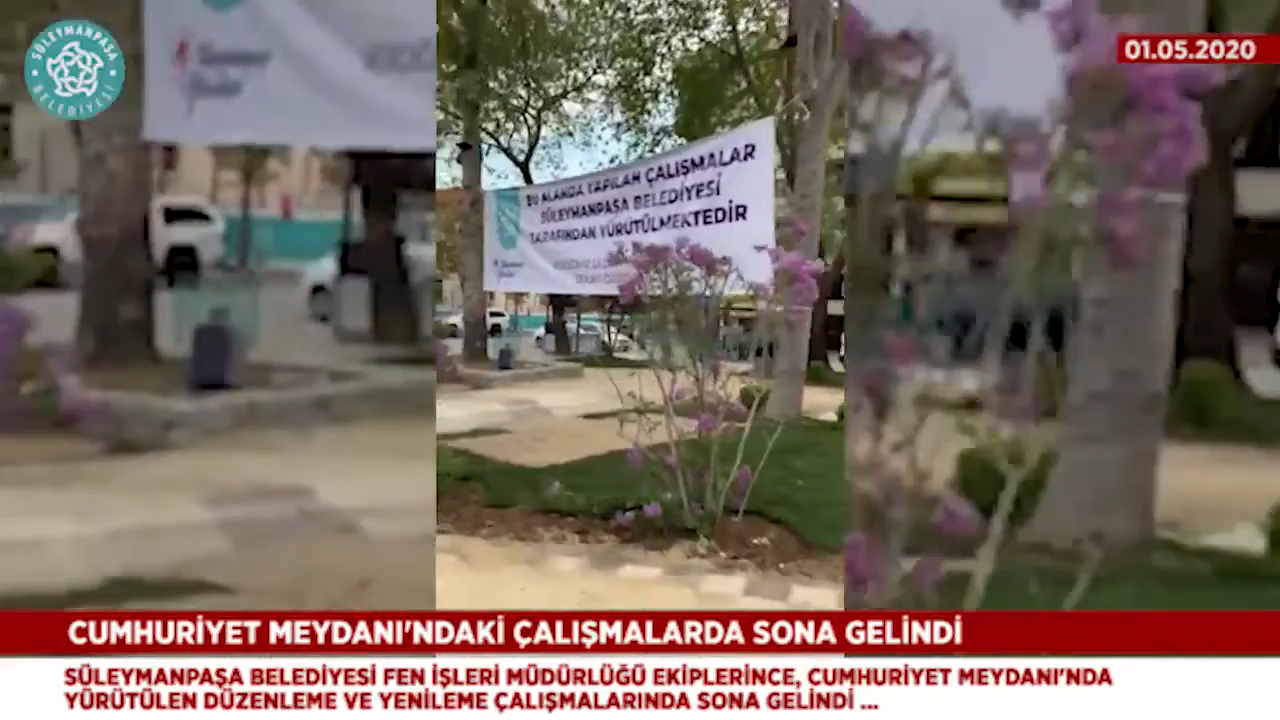 SÜLEYMANPAŞA
BELEDİYESİ
01.05.2020
BU ALANDA YAPILAN ÇALIŞMALAR
SÜLEYMANPAŞA BELEDİYESİ
TARAFINDAN YÜRÜTÜLMEKTEDİR
CUMHURİYET MEYDANI'NDAKİ ÇALIŞMALARDA SONA GELİNDİ
SÜLEYMANPAŞA BELEDİYESİ FEN İŞLERİ MÜDÜRLÜĞÜ EKİPLERİNCE, CUMHURİYET MEYDANI'NDA
YÜRÜTÜLEN DÜZENLEME VE YENİLEME ÇALIŞMALARINDA SONA GELİNDİ ...